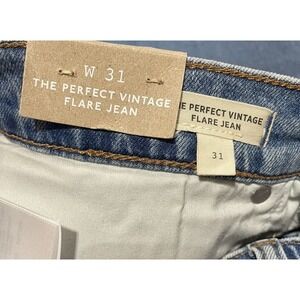 W 31
THE PERFECT VINTAGE
FLARE JEAN
THE PERFECT VINTAGE
FLARE JEAN
31